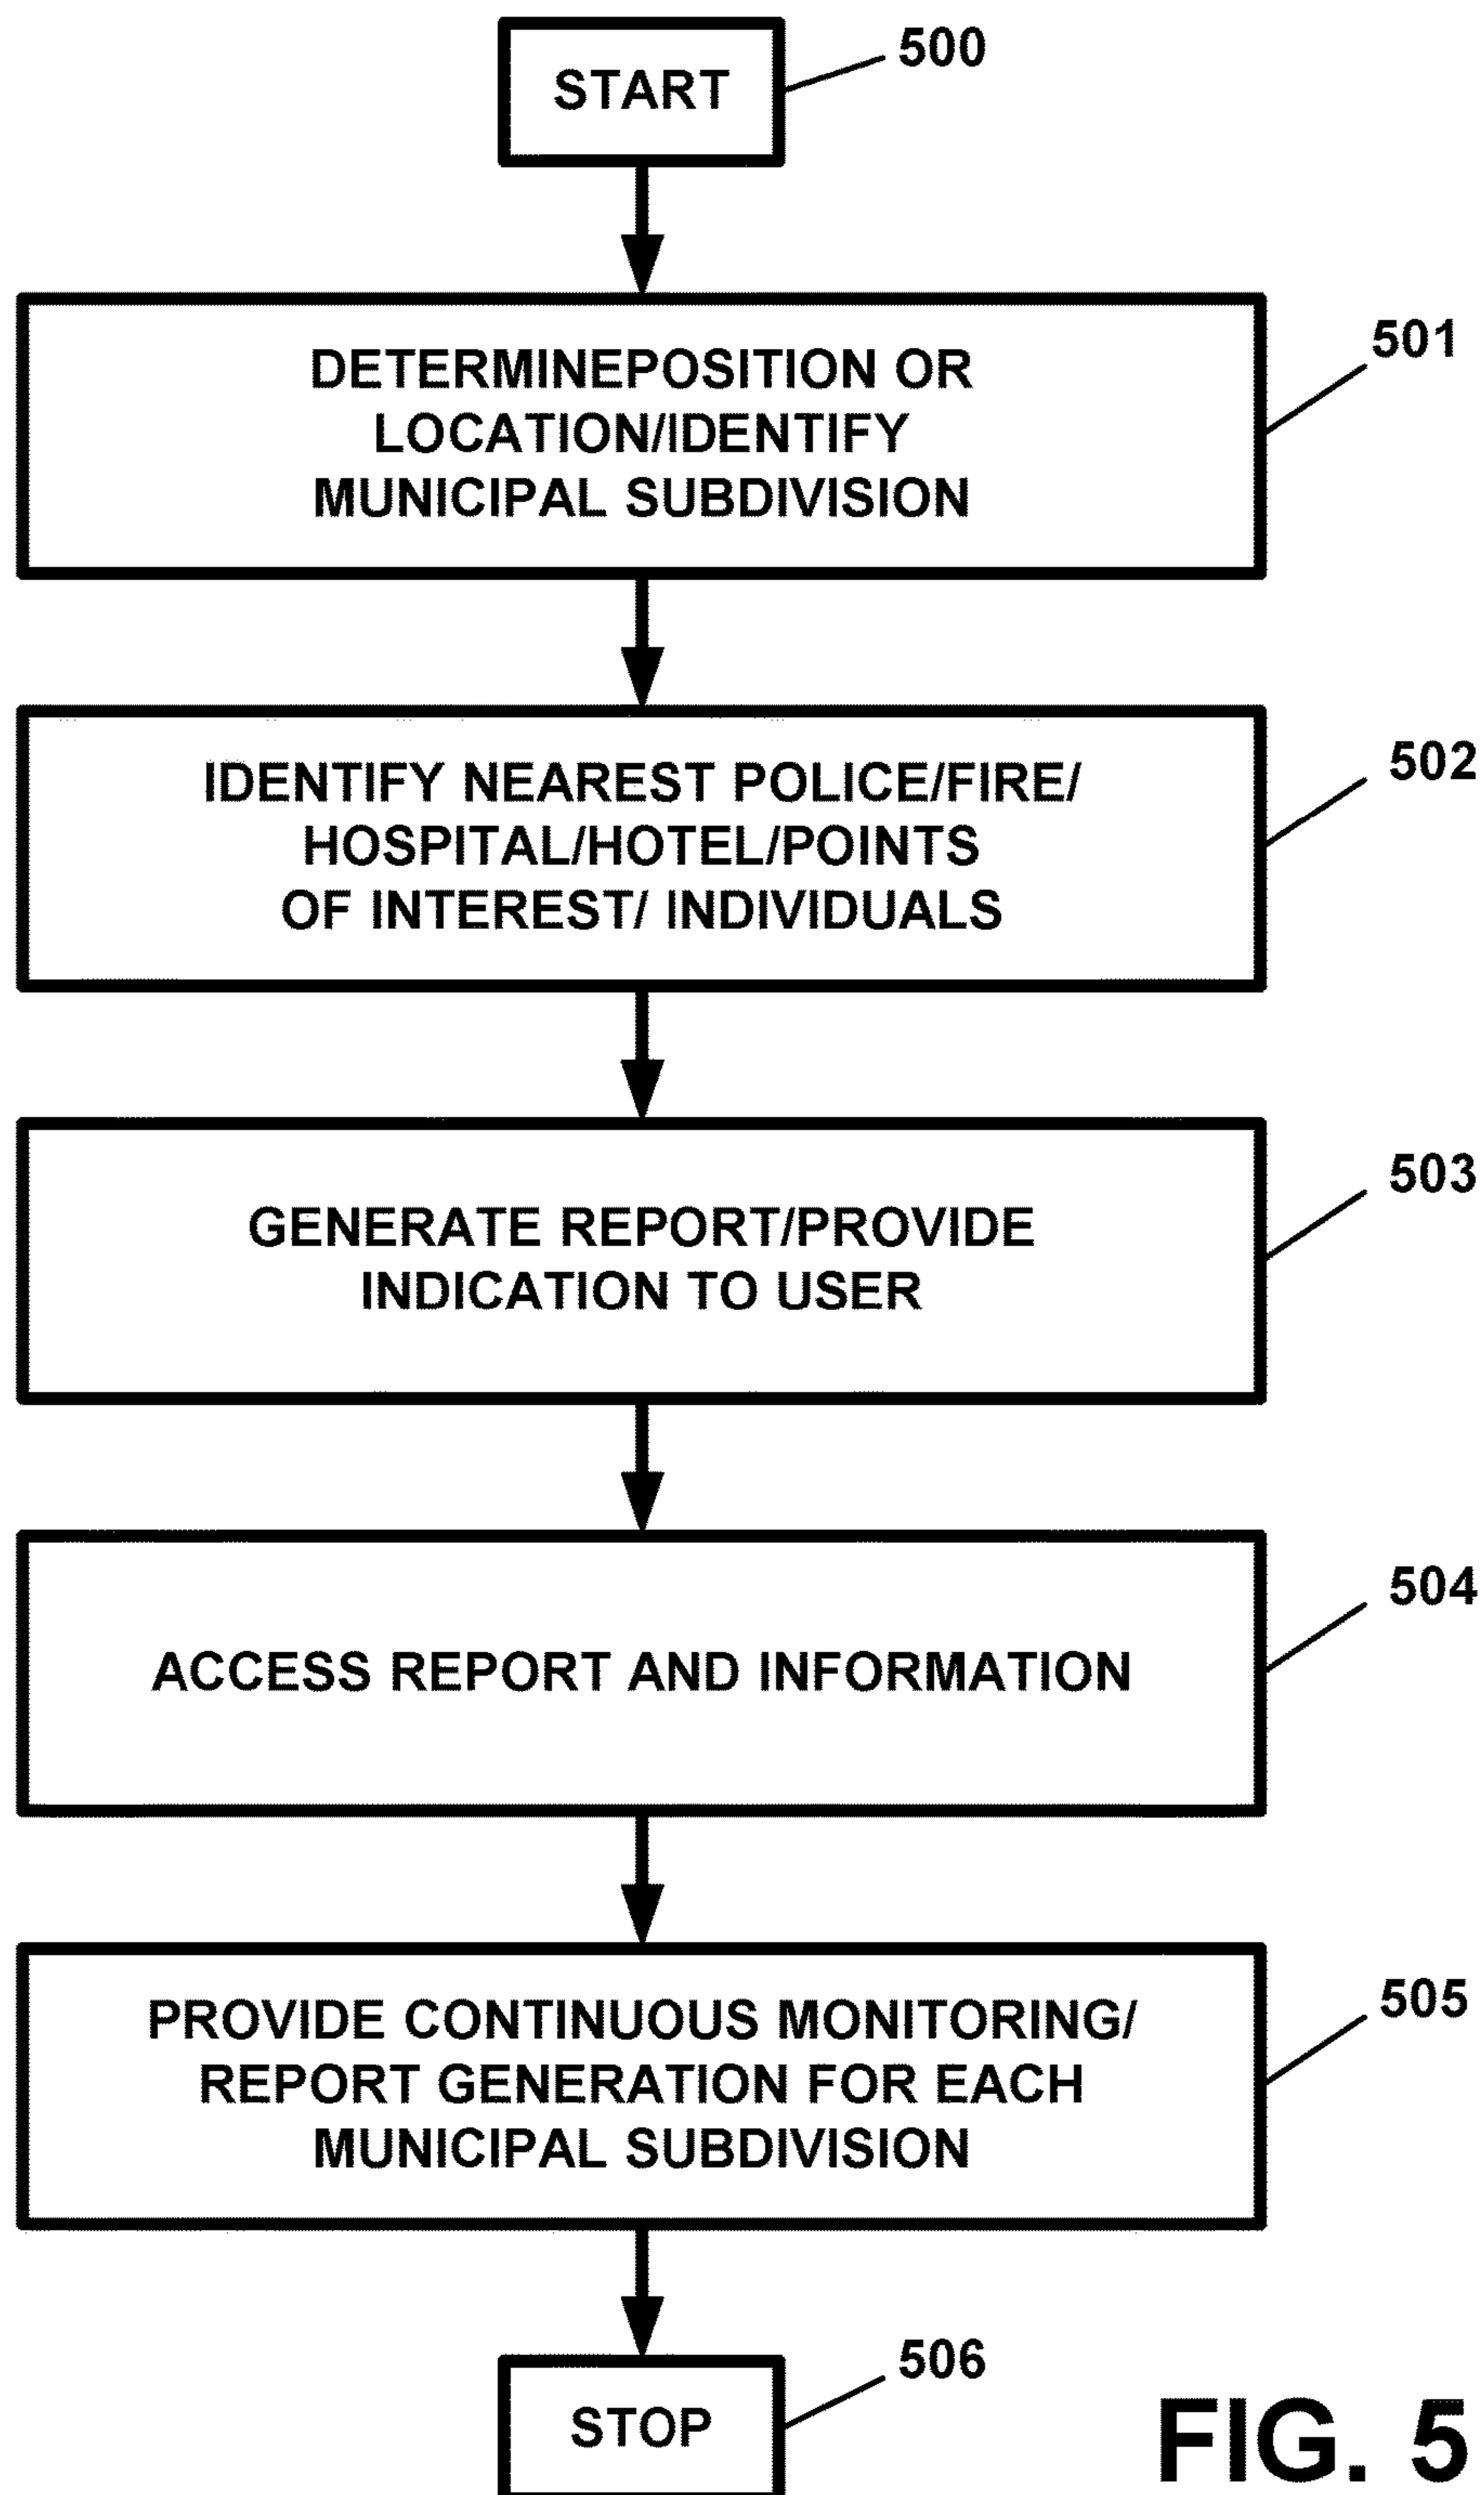 START
500
DETERMINEPOSITION OR
LOCATION/IDENTIFY
MUNICIPAL SUBDIVISION
501
IDENTIFY NEAREST POLICE/FIRE/
HOSPITAL/HOTEL/POINTS
OF INTEREST/ INDIVIDUALS
502
GENERATE REPORT/PROVIDE
INDICATION TO USER
503
ACCESS REPORT AND INFORMATION
504
PROVIDE CONTINUOUS MONITORING/
REPORT GENERATION FOR EACH
MUNICIPAL SUBDIVISION
505
STOP
506
FIG. 5